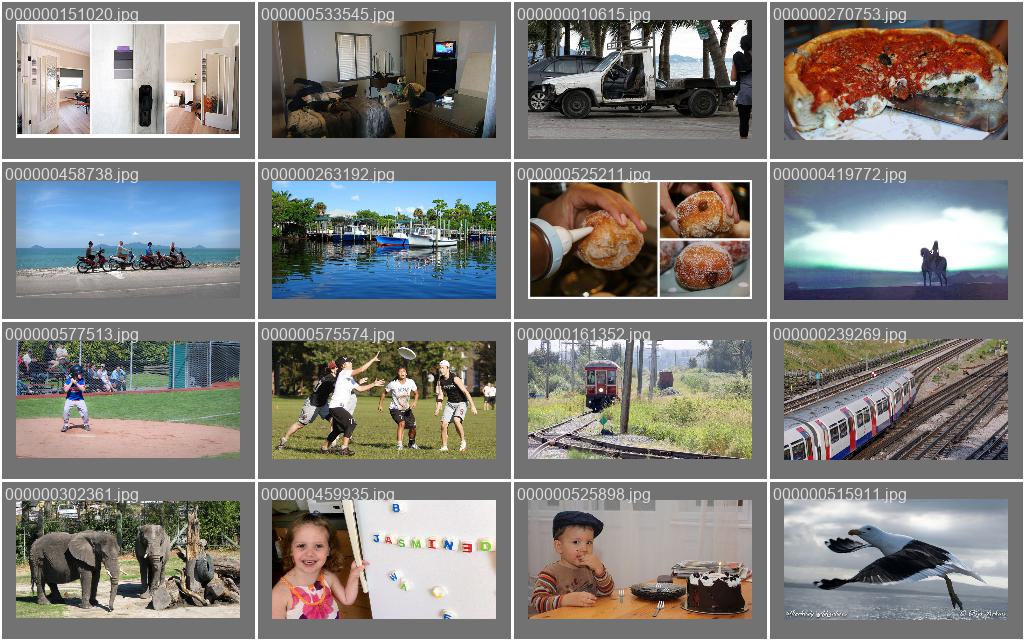 000000151020.jpg
000000533545.jpg
000000010615.jpg
000000270753.jpg
000000458738.jpg
000000263192.jpg
000000525211.jpg
000000419772.jpg
000000577513.jpg
000000575574.jpg
000000161352.jpg
000000239269.jpg
000000302361.jpg
000000459935.jpg
000000525898.jpg
000000515911.jpg
B
JASMINED